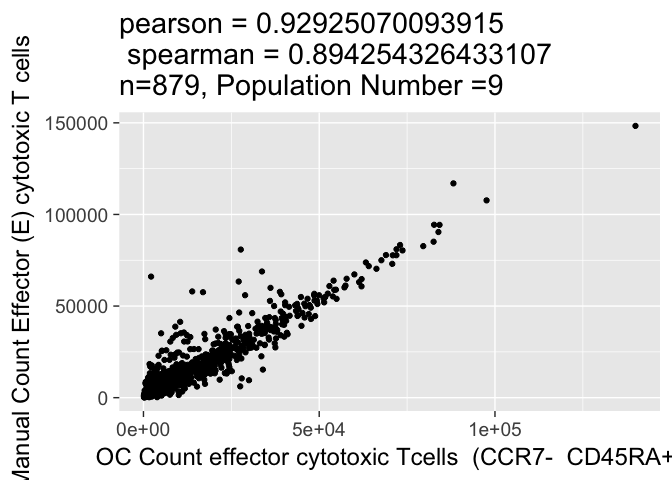 pearson = 0.92925070093915
spearman = 0.894254326433107
n=879, Population Number =9
Manual Count Effector (E) cytotoxic T cells
150000
100000
50000
0
0e+00 5e+04 1e+05
OC Count effector cytotoxic Tcells (CCR7- CD45RA+